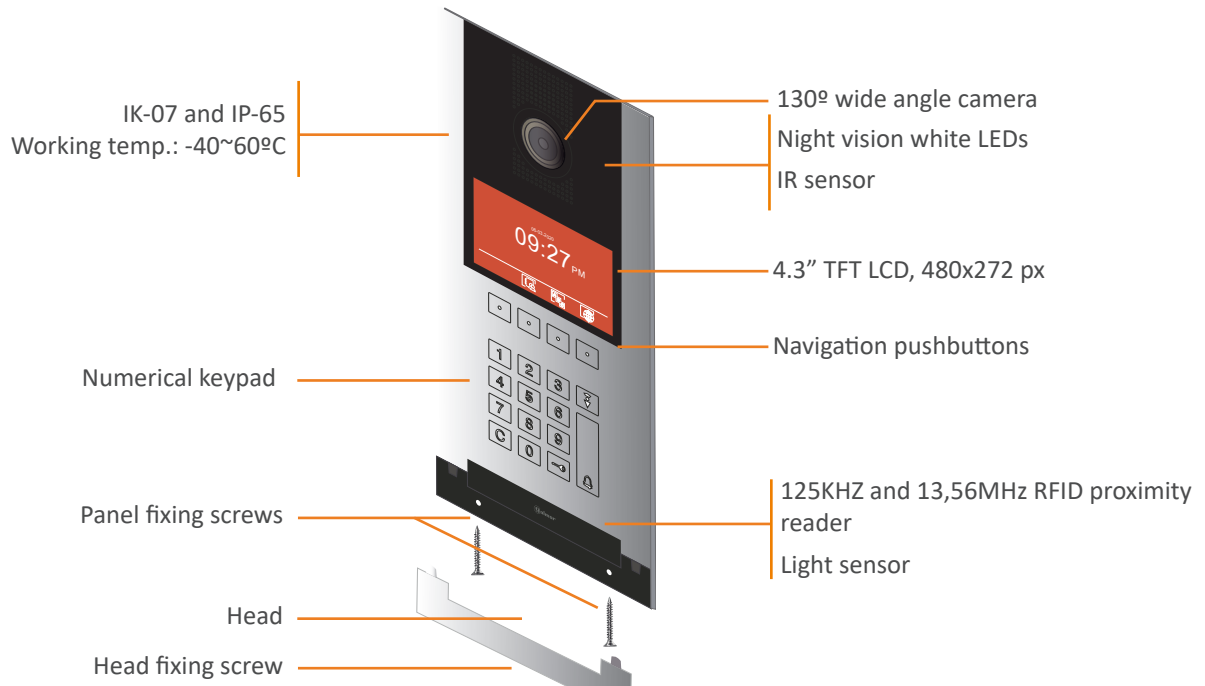 IK-07 and IP-65
Working temp.: -40~60ºC
130º wide angle camera
Night vision white LEDs
IR sensor
09:27 PM
4.3” TFT LCD, 480x272 px
Navigation pushbuttons
Numerical keypad
1 2 3
4 5 6
7 8 9
C 0
125KHZ and 13,56MHz RFID proximity
reader
Light sensor
Panel fixing screws
Head
Head fixing screw